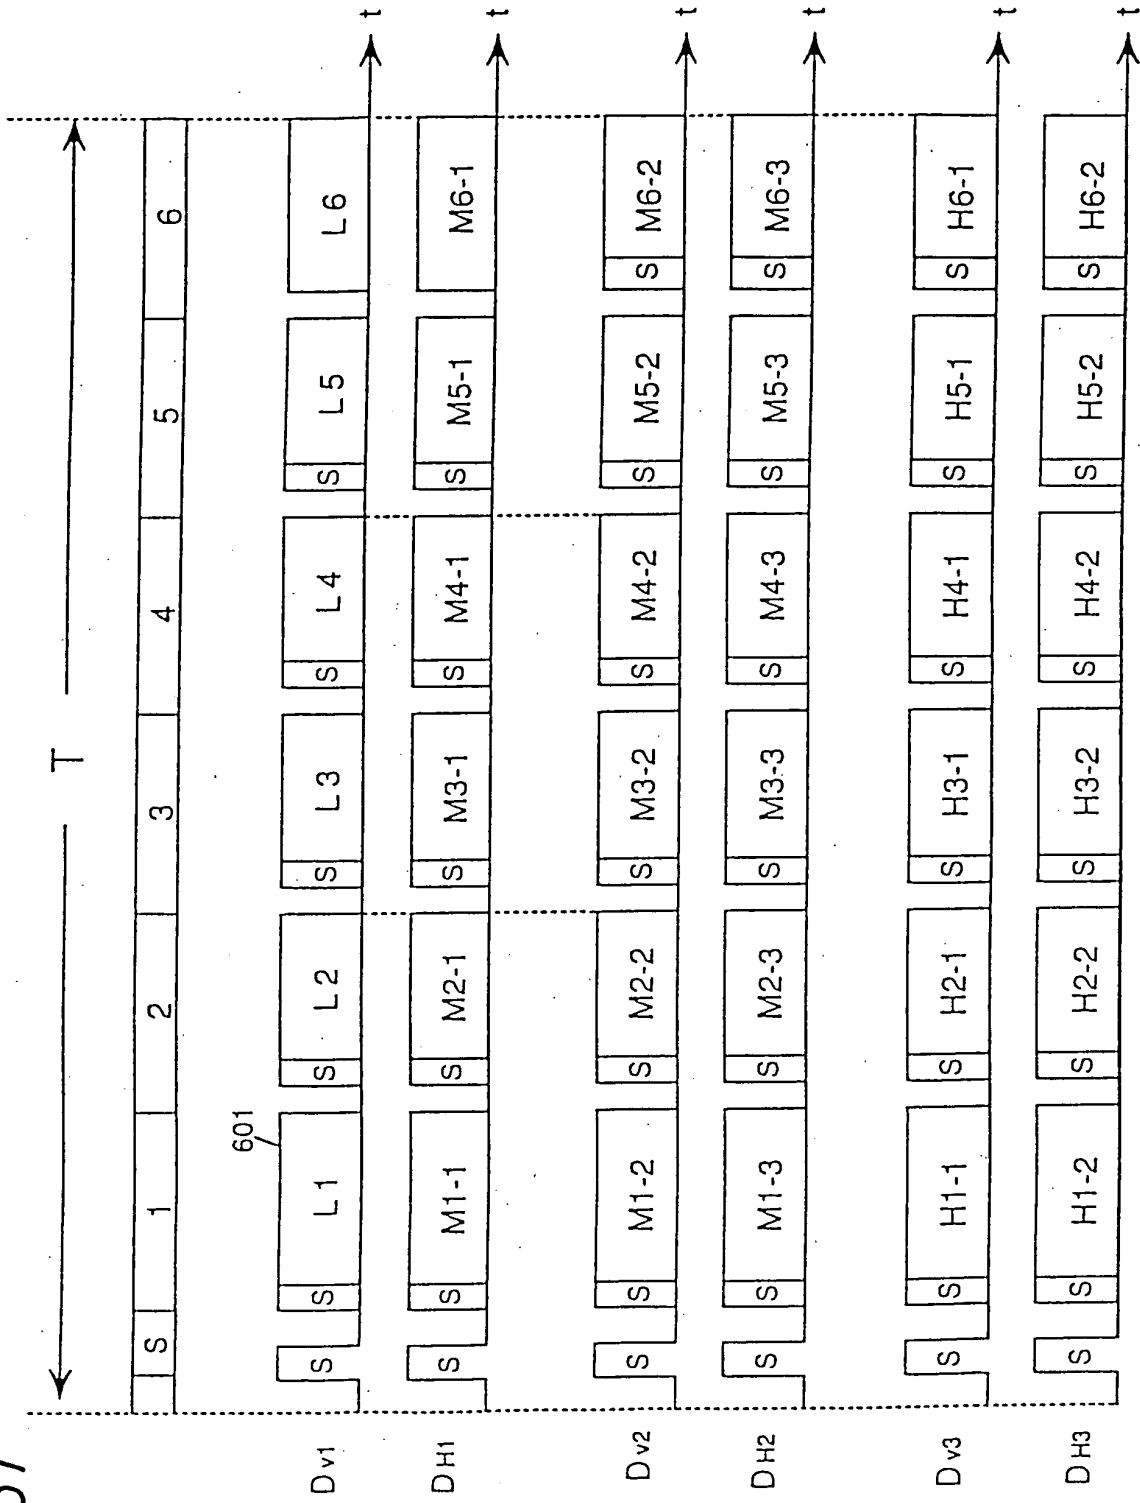 T
S 1 2 3 4 5 6
601
Dv1 S S L1 S L2 S L3 S L4 S L5 L6 t
DH1 S S M1-1 S M2-1 S M3-1 S M4-1 S M5-1 M6-1 t
Dv2 S S M1-2 S M2-2 S M3-2 S M4-2 S M5-2 S M6-2 t
DH2 S S M1-3 S M2-3 S M3-3 S M4-3 S M5-3 S M6-3 t
Dv3 S S H1-1 S H2-1 S H3-1 S H4-1 S H5-1 S H6-1 t
DH3 S S H1-2 S H2-2 S H3-2 S H4-2 S H5-2 S H6-2 t